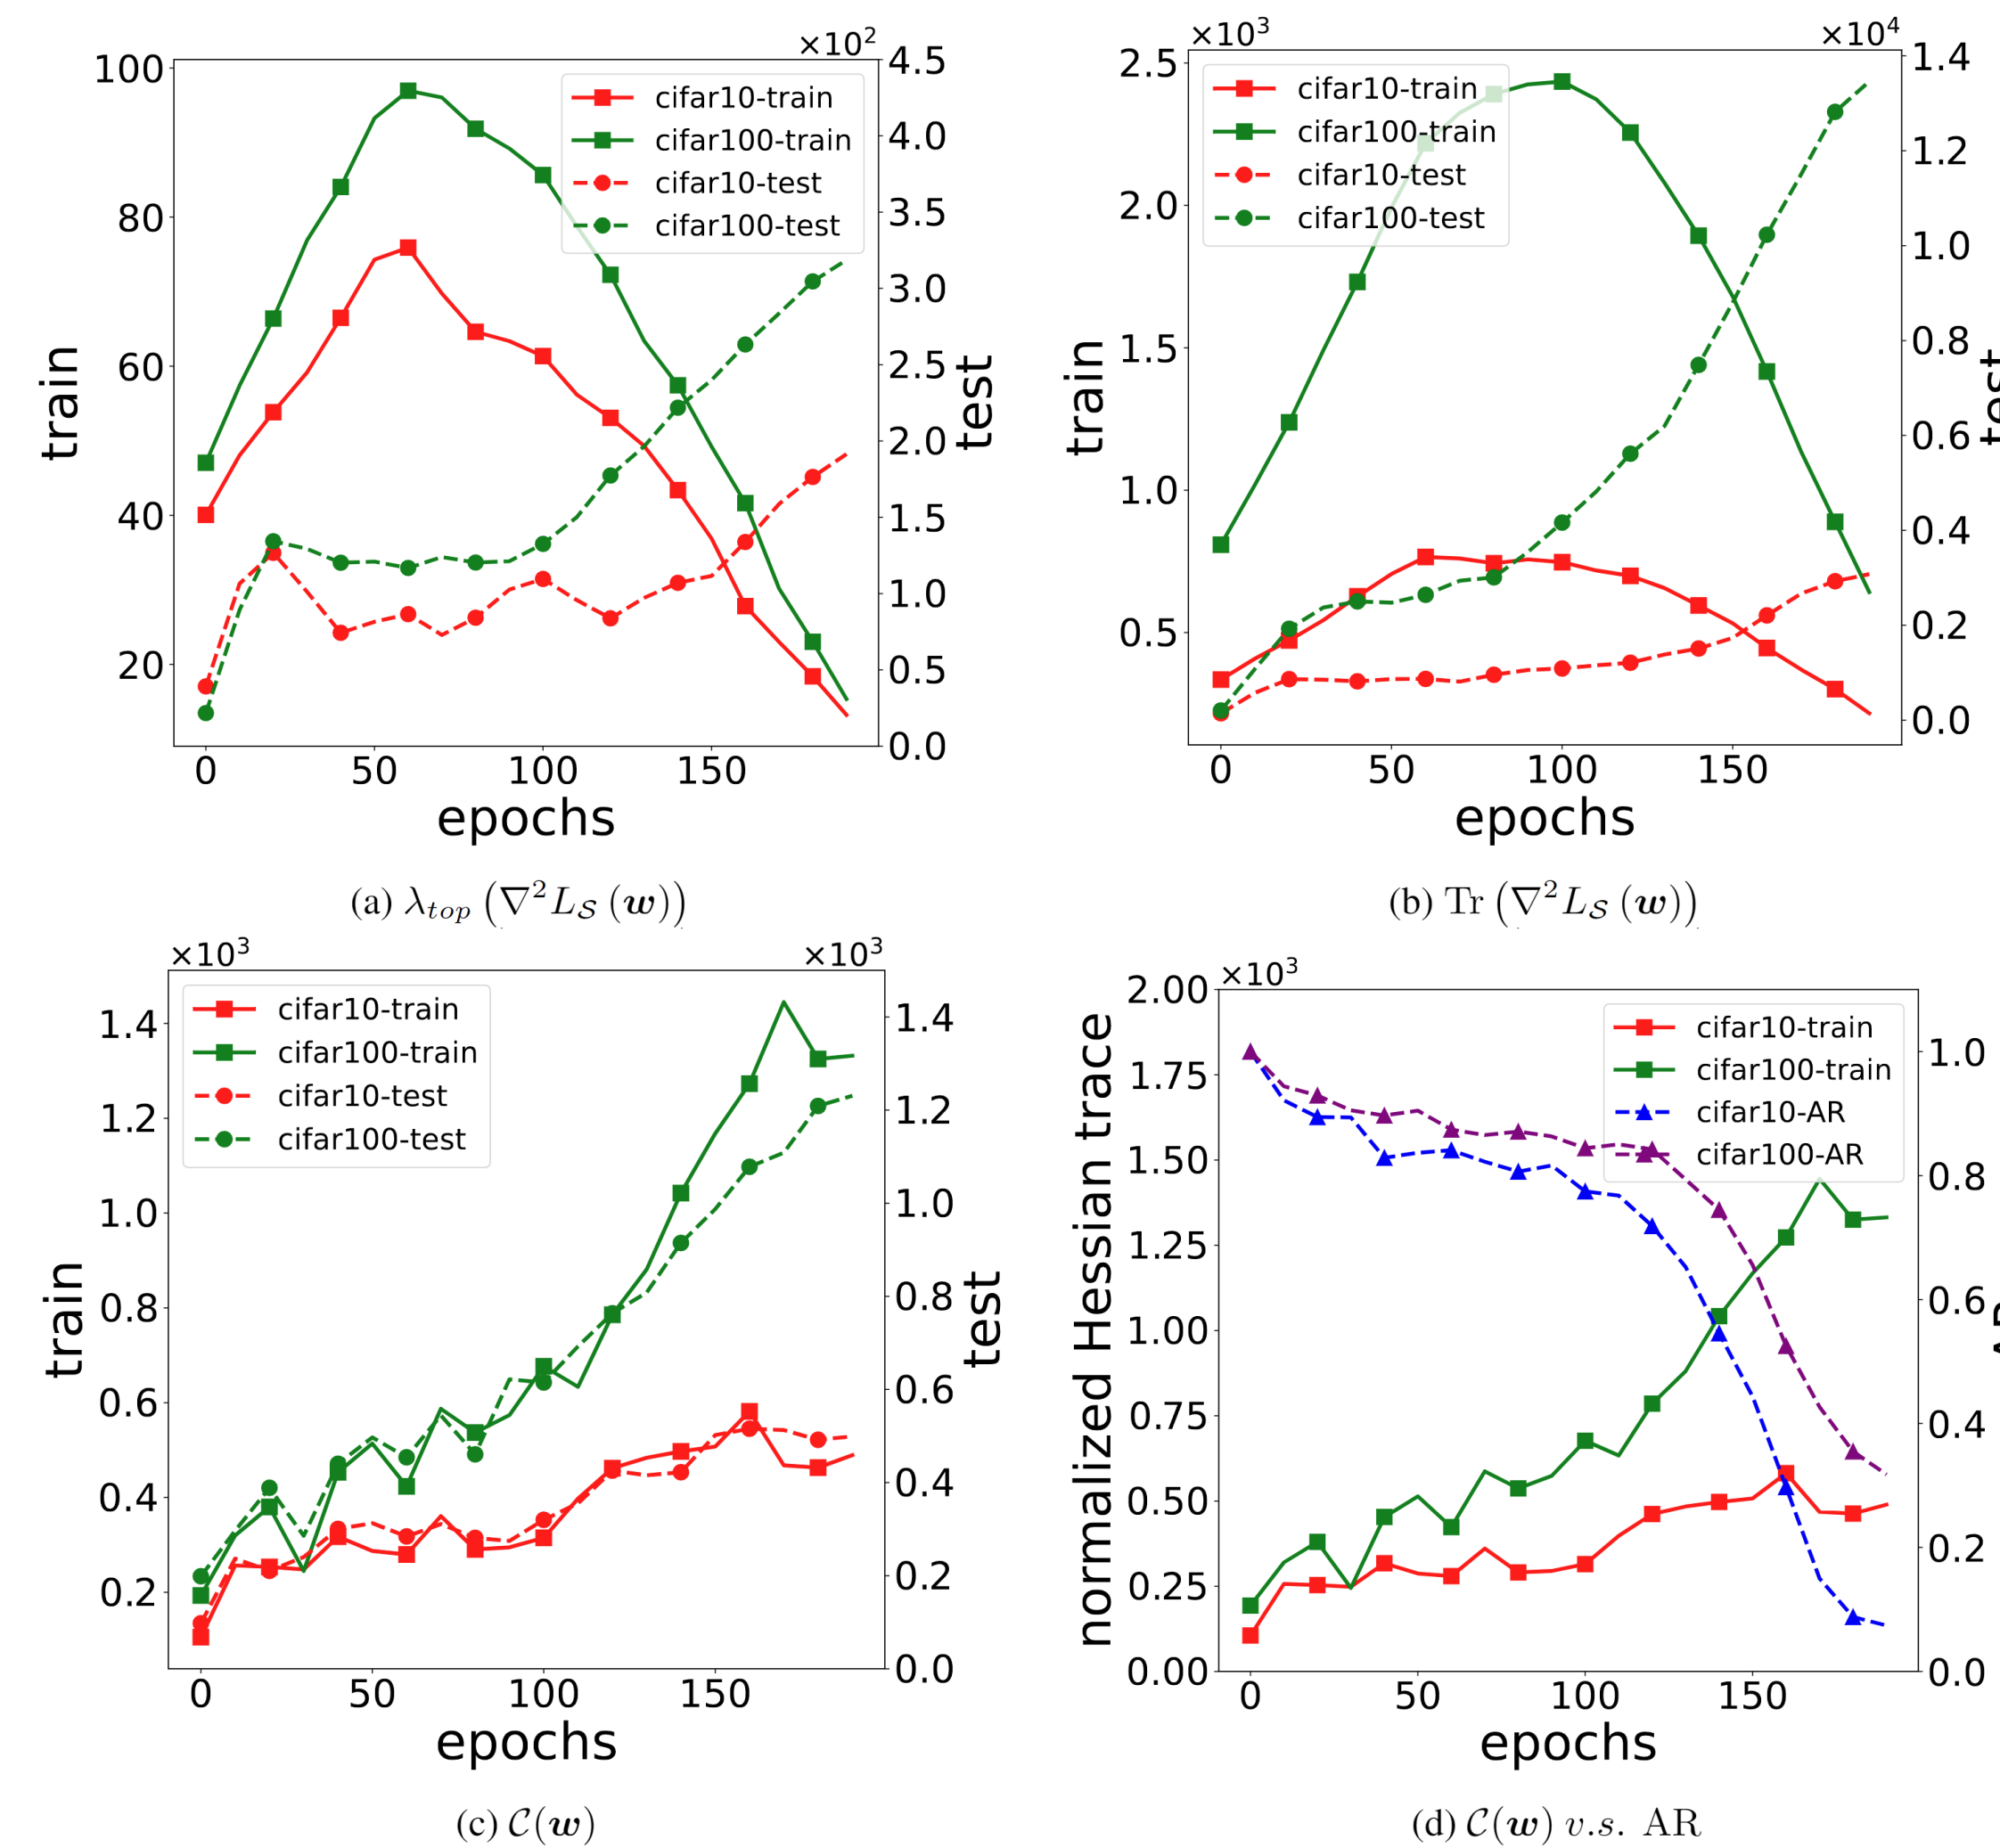 ×10² ×10³ ×10⁴
100 4.5 2.5 1.4
cifar10-train cifar10-train
cifar100-train cifar100-train
cifar10-test cifar10-test
cifar100-test cifar100-test
80 4.0 2.0 1.2
60 3.5 1.5 1.0
40 3.0 1.0 0.8
20 2.5 0.5 0.6
2.0 0.4
1.5 0.2
1.0 0.0
0.5
0.0
train test train test
0 50 100 150 0 50 100 150
epochs epochs
(a) λ_top (∇²L_𝒮 (𝒘)) (b) Tr (∇²L_𝒮 (𝒘))
×10³ ×10³ ×10³
cifar10-train cifar10-train
cifar100-train cifar100-train
cifar10-test cifar10-AR
cifar100-test cifar100-AR
1.4 1.4 2.00 1.0
1.2 1.2 1.75 0.8
1.0 1.0 1.50 0.6
0.8 0.8 1.25 0.4
0.6 0.6 1.00 0.2
0.4 0.4 0.75 0.0
0.2 0.2 0.50
0.0 0.25
0.00
train test normalized Hessian trace
0 50 100 150 0 50 100 150
epochs epochs
(c) 𝒞(𝒘) (d) 𝒞(𝒘) v.s. AR